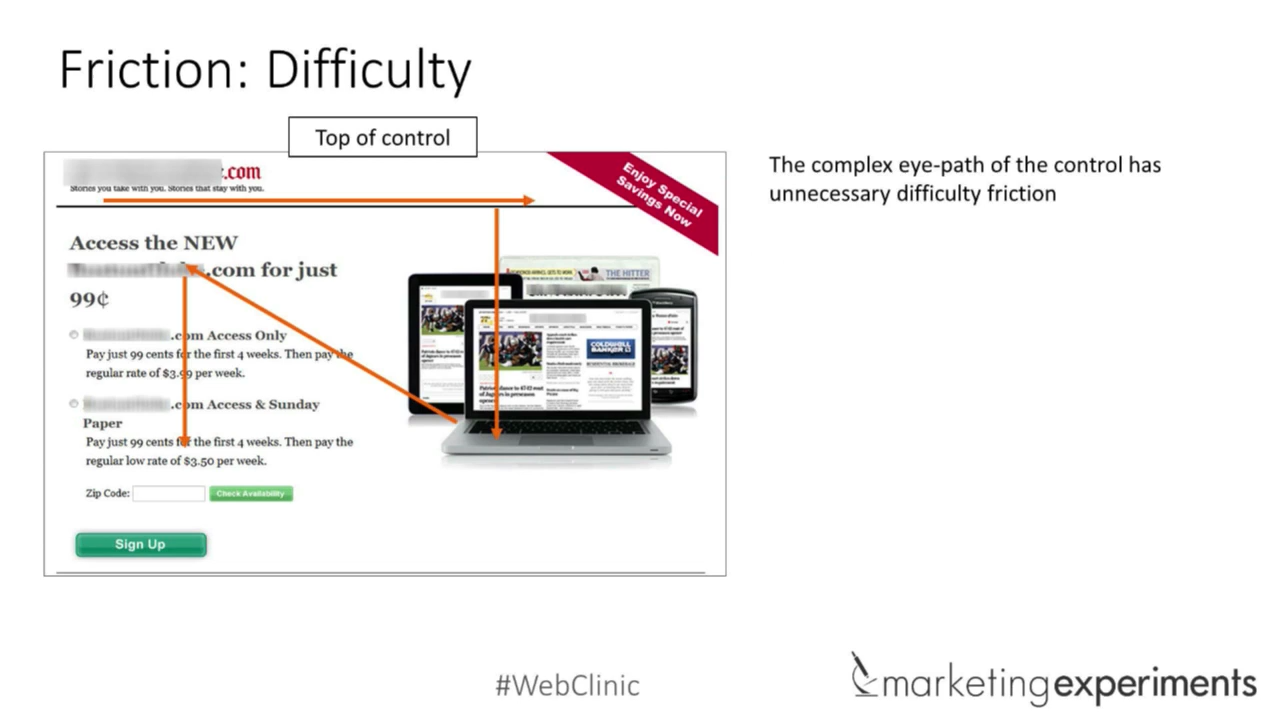 Friction: Difficulty
Top of control
The complex eye-path of the control has
unnecessary difficulty friction
.com
Stories you take with you. Stories that stay with you.
Enjoy Special
Savings Now
Access the NEW
.com for just
99¢
.com Access Only
Pay just 99 cents for the first 4 weeks. Then pay the
regular rate of $3.99 per week.
.com Access & Sunday
Paper
Pay just 99 cents for the first 4 weeks. Then pay the
regular low rate of $3.50 per week.
Zip Code:
Check Availability
Sign Up
THE HITTER
COLDWELL
BANKER
#WebClinic
marketingexperiments